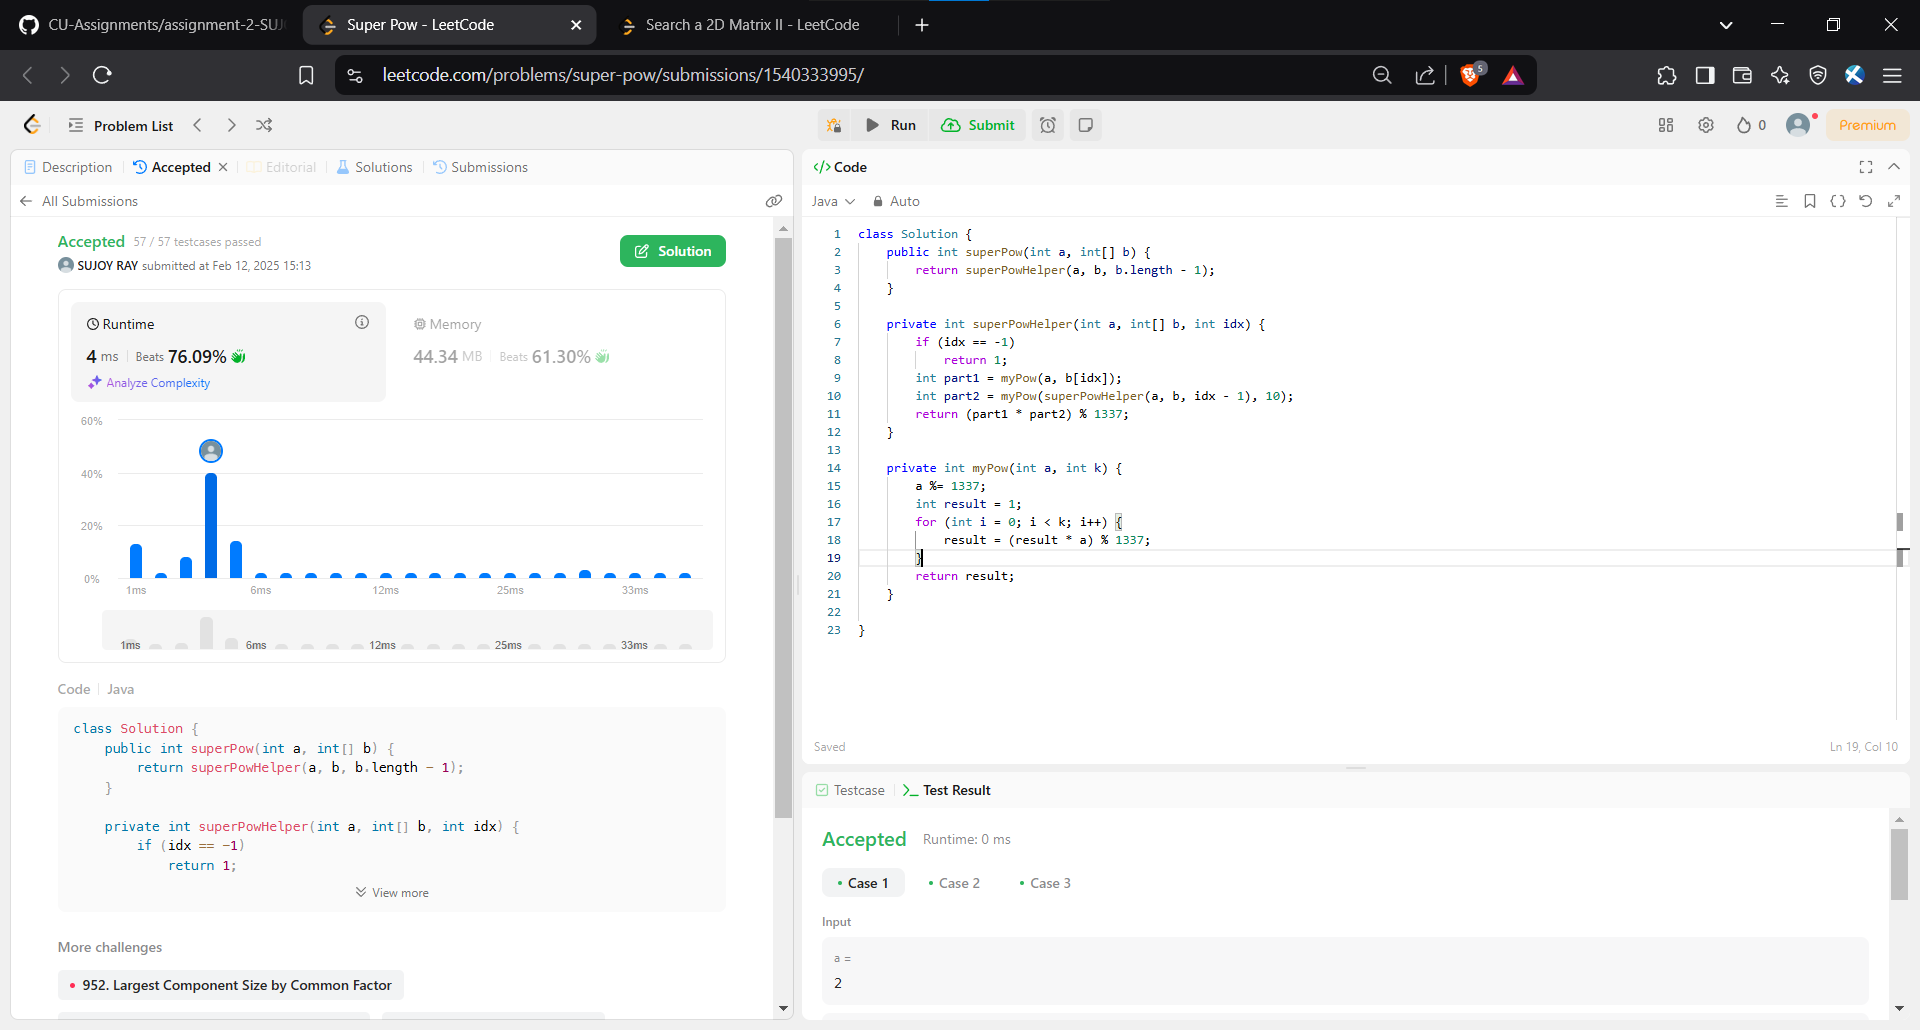 CU-Assignments/assignment-2-SUJO
Super Pow - LeetCode
Search a 2D Matrix II - LeetCode
leetcode.com/problems/super-pow/submissions/1540333995/
5
Problem List
Run
Submit
0
Premium
Description
Accepted
Editorial
Solutions
Submissions
All Submissions
Accepted 57 / 57 testcases passed
SUJOY RAY submitted at Feb 12, 2025 15:13
Solution
Runtime
4 ms Beats 76.09%
Analyze Complexity
Memory
44.34 MB Beats 61.30%
60%
40%
20%
0%
1ms 6ms 12ms 25ms 33ms
1ms 6ms 12ms 25ms 33ms
Code Java
class Solution {
    public int superPow(int a, int[] b) {
        return superPowHelper(a, b, b.length - 1);
    }
    private int superPowHelper(int a, int[] b, int idx) {
        if (idx == -1)
            return 1;
View more
More challenges
952. Largest Component Size by Common Factor
</> Code
Java Auto
1 class Solution {
2     public int superPow(int a, int[] b) {
3         return superPowHelper(a, b, b.length - 1);
4     }
5
6     private int superPowHelper(int a, int[] b, int idx) {
7         if (idx == -1)
8             return 1;
9         int part1 = myPow(a, b[idx]);
10         int part2 = myPow(superPowHelper(a, b, idx - 1), 10);
11         return (part1 * part2) % 1337;
12     }
13
14     private int myPow(int a, int k) {
15         a %= 1337;
16         int result = 1;
17         for (int i = 0; i < k; i++) {
18             result = (result * a) % 1337;
19         }
20         return result;
21     }
22
23 }
Saved
Ln 19, Col 10
Testcase
Test Result
Accepted Runtime: 0 ms
Case 1
Case 2
Case 3
Input
a =
2